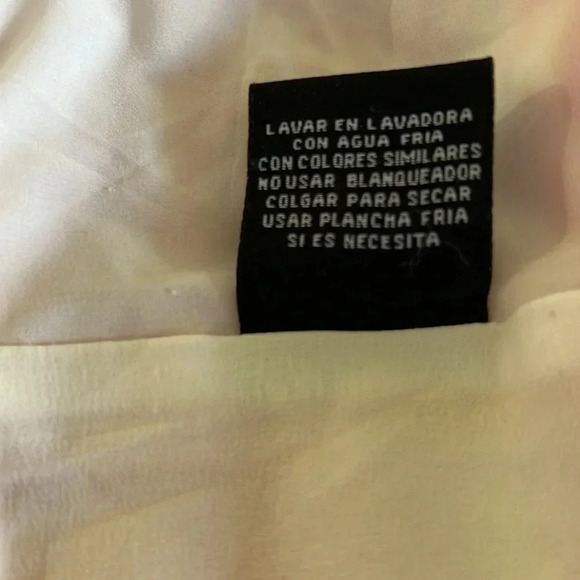 LAVAR EN LAVADORA
CON AGUA FRIA
CON COLORES SIMILARES
NO USAR BLANQUEADOR
COLGAR PARA SECAR
USAR PLANCHA FRIA
SI ES NECESITA